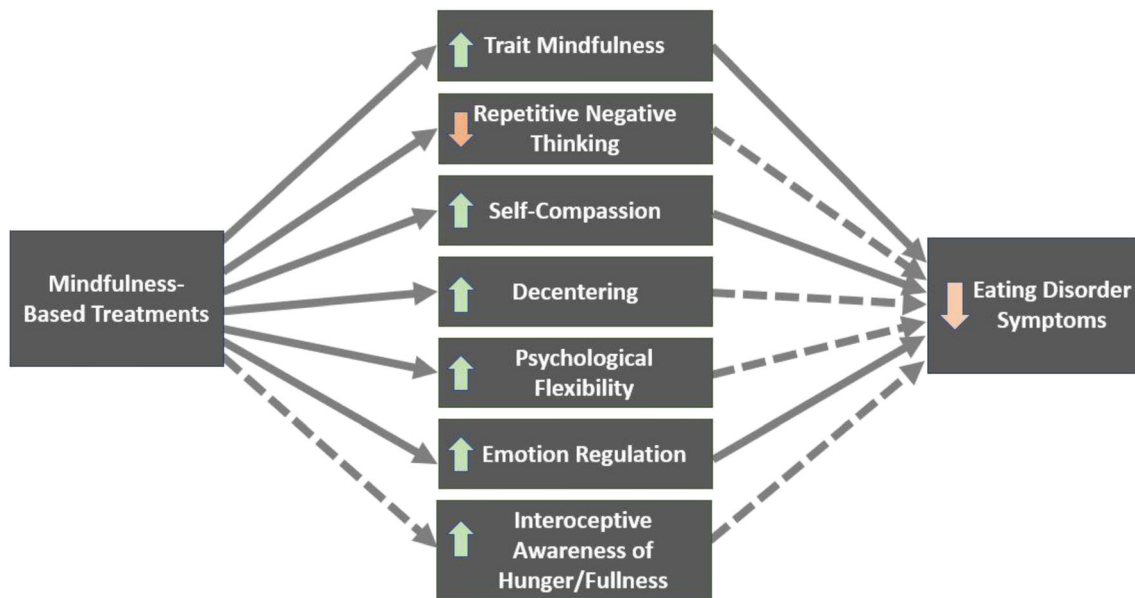 Trait Mindfulness
Repetitive Negative
Thinking
Self-Compassion
Mindfulness-
Based Treatments
Decentering
Eating Disorder
Symptoms
Psychological
Flexibility
Emotion Regulation
Interoceptive
Awareness of
Hunger/Fullness